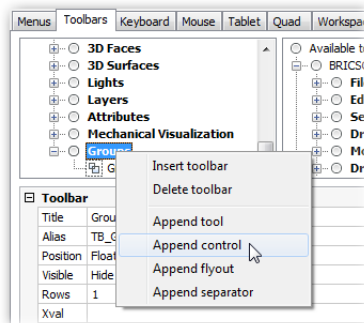 Menus Toolbars Keyboard Mouse Tablet Quad
3D Faces
3D Surfaces
Lights
Layers
Attributes
Mechanical Visualization
Groups
G
Available
BRICS
Fil
Ed
Se
Dr
Mo
Dr
Insert toolbar
Delete toolbar
Append tool
Append control
Append flyout
Append separator
Toolbar
Title Grou
Alias TB_G
Position Float
Visible Hide
Rows 1
Xval